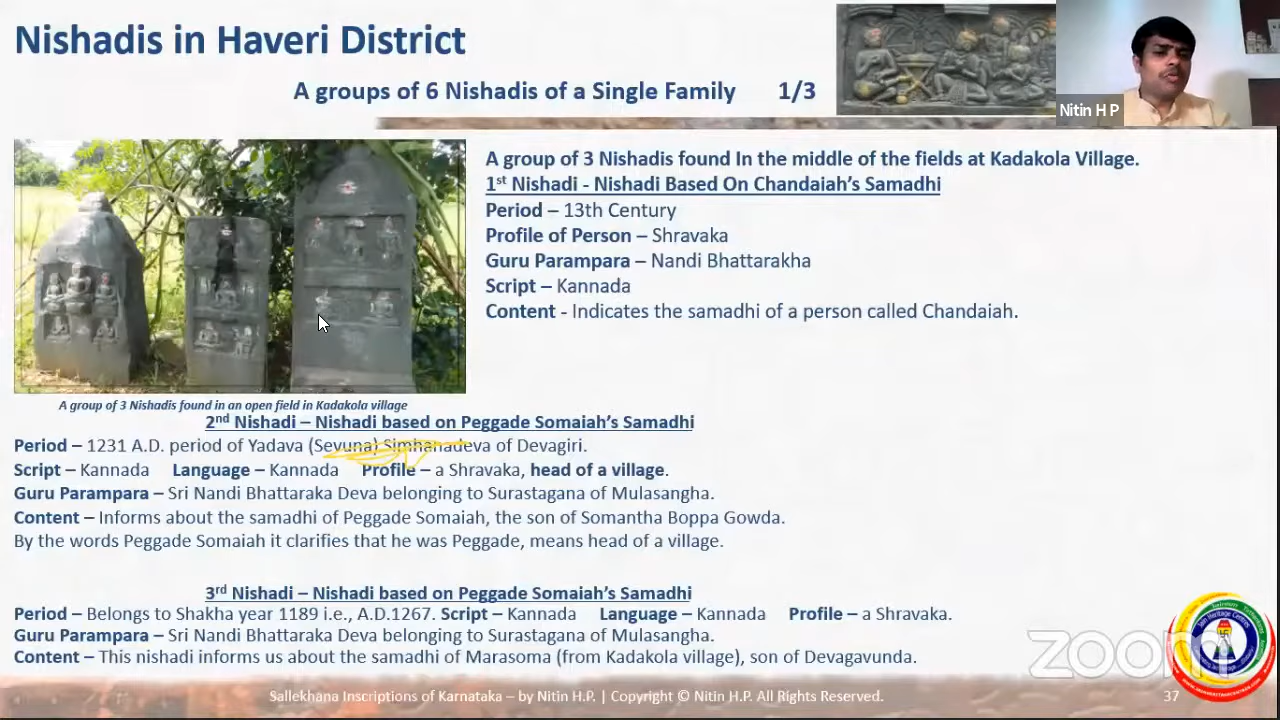 Nishadis in Haveri District
A groups of 6 Nishadis of a Single Family 1/3
Nitin H P
A group of 3 Nishadis found In the middle of the fields at Kadakola Village.
1st Nishadi - Nishadi Based On Chandaiah's Samadhi
Period – 13th Century
Profile of Person – Shravaka
Guru Parampara – Nandi Bhattarakha
Script – Kannada
Content - Indicates the samadhi of a person called Chandaiah.
A group of 3 Nishadis found in an open field in Kadakola village
2nd Nishadi – Nishadi based on Peggade Somaiah's Samadhi
Period – 1231 A.D. period of Yadava (Sevuna) Simhanadeva of Devagiri.
Script – Kannada Language – Kannada Profile – a Shravaka, head of a village.
Guru Parampara – Sri Nandi Bhattaraka Deva belonging to Surastagana of Mulasangha.
Content – Informs about the samadhi of Peggade Somaiah, the son of Somantha Boppa Gowda.
By the words Peggade Somaiah it clarifies that he was Peggade, means head of a village.
3rd Nishadi – Nishadi based on Peggade Somaiah's Samadhi
Period – Belongs to Shakha year 1189 i.e., A.D.1267. Script – Kannada Language – Kannada Profile – a Shravaka.
Guru Parampara – Sri Nandi Bhattaraka Deva belonging to Surastagana of Mulasangha.
Content – This nishadi informs us about the samadhi of Marasoma (from Kadakola village), son of Devagavunda.
zoom
Jain Heritage Centres
Sallekhana Inscriptions of Karnataka – by Nitin H.P. | Copyright © Nitin H.P. All Rights Reserved. 37